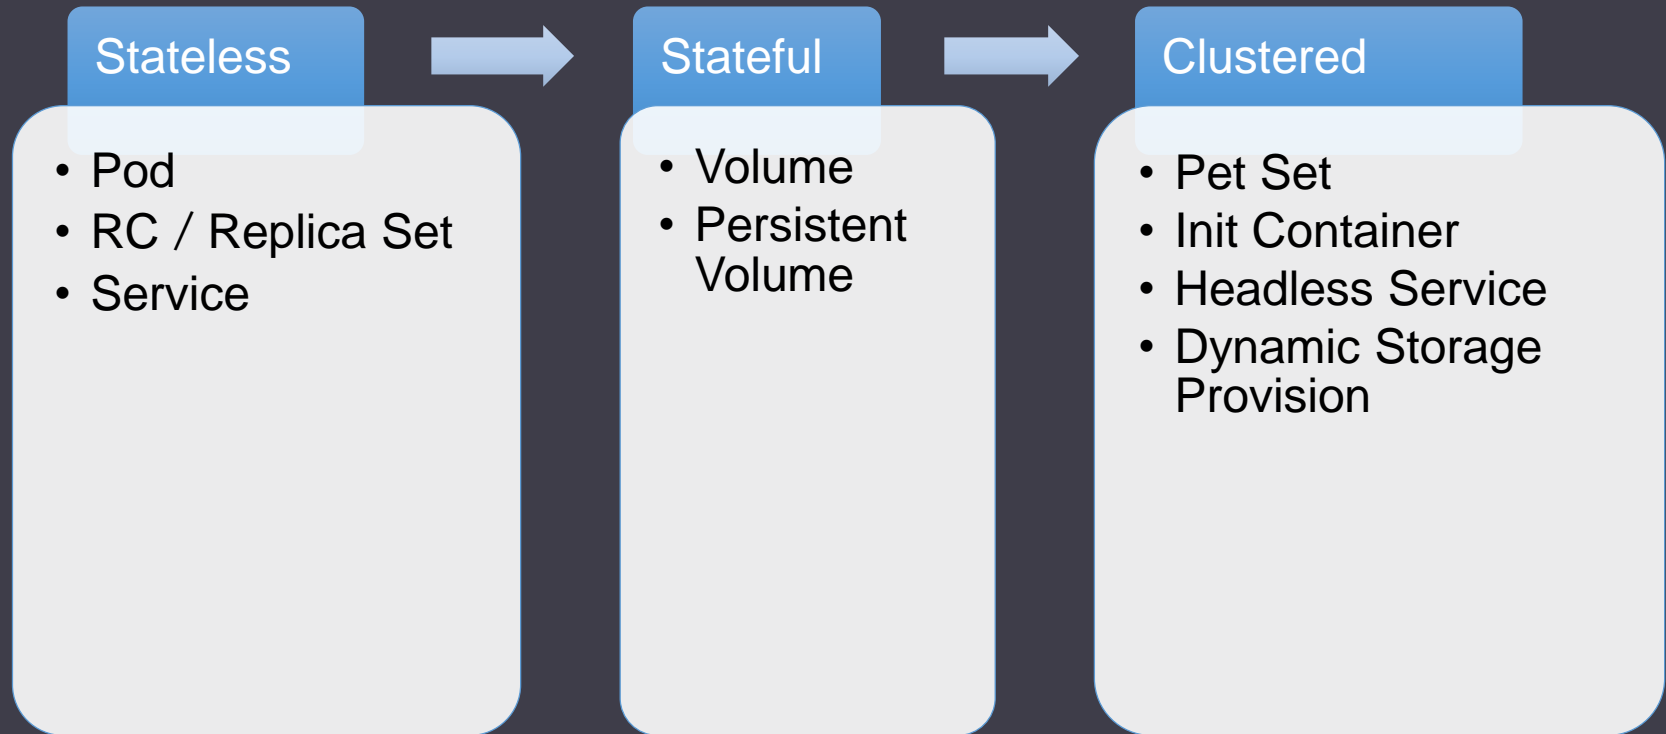 Stateless
• Pod
• RC / Replica Set
• Service
Stateful
• Volume
• Persistent
Volume
Clustered
• Pet Set
• Init Container
• Headless Service
• Dynamic Storage
Provision